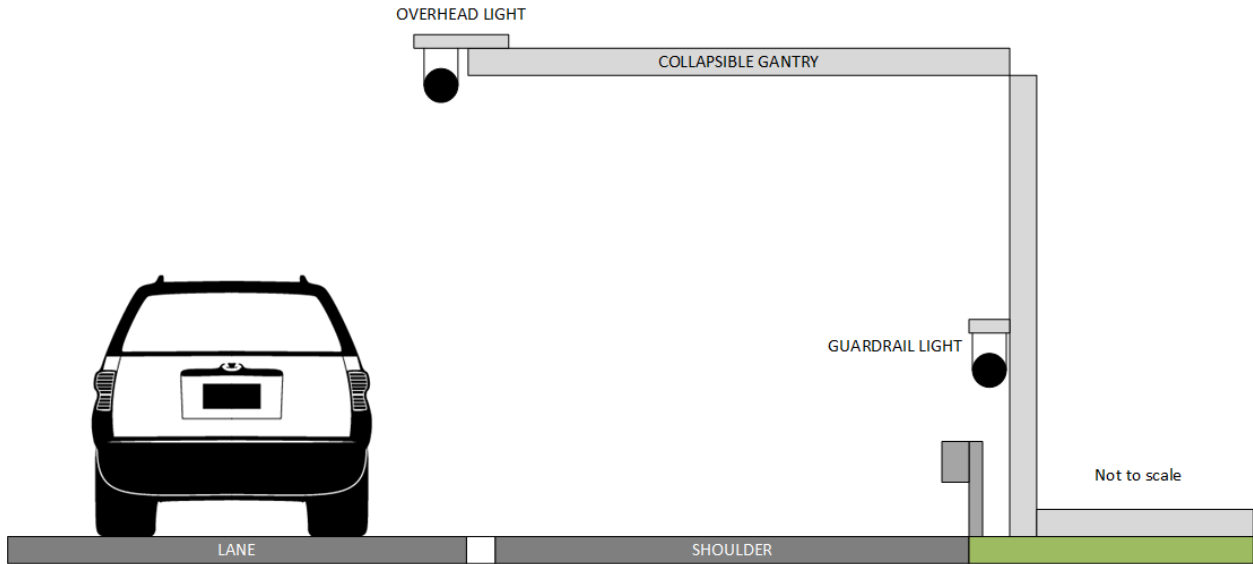 OVERHEAD LIGHT
COLLAPSIBLE GANTRY
GUARDRAIL LIGHT
Not to scale
LANE
SHOULDER